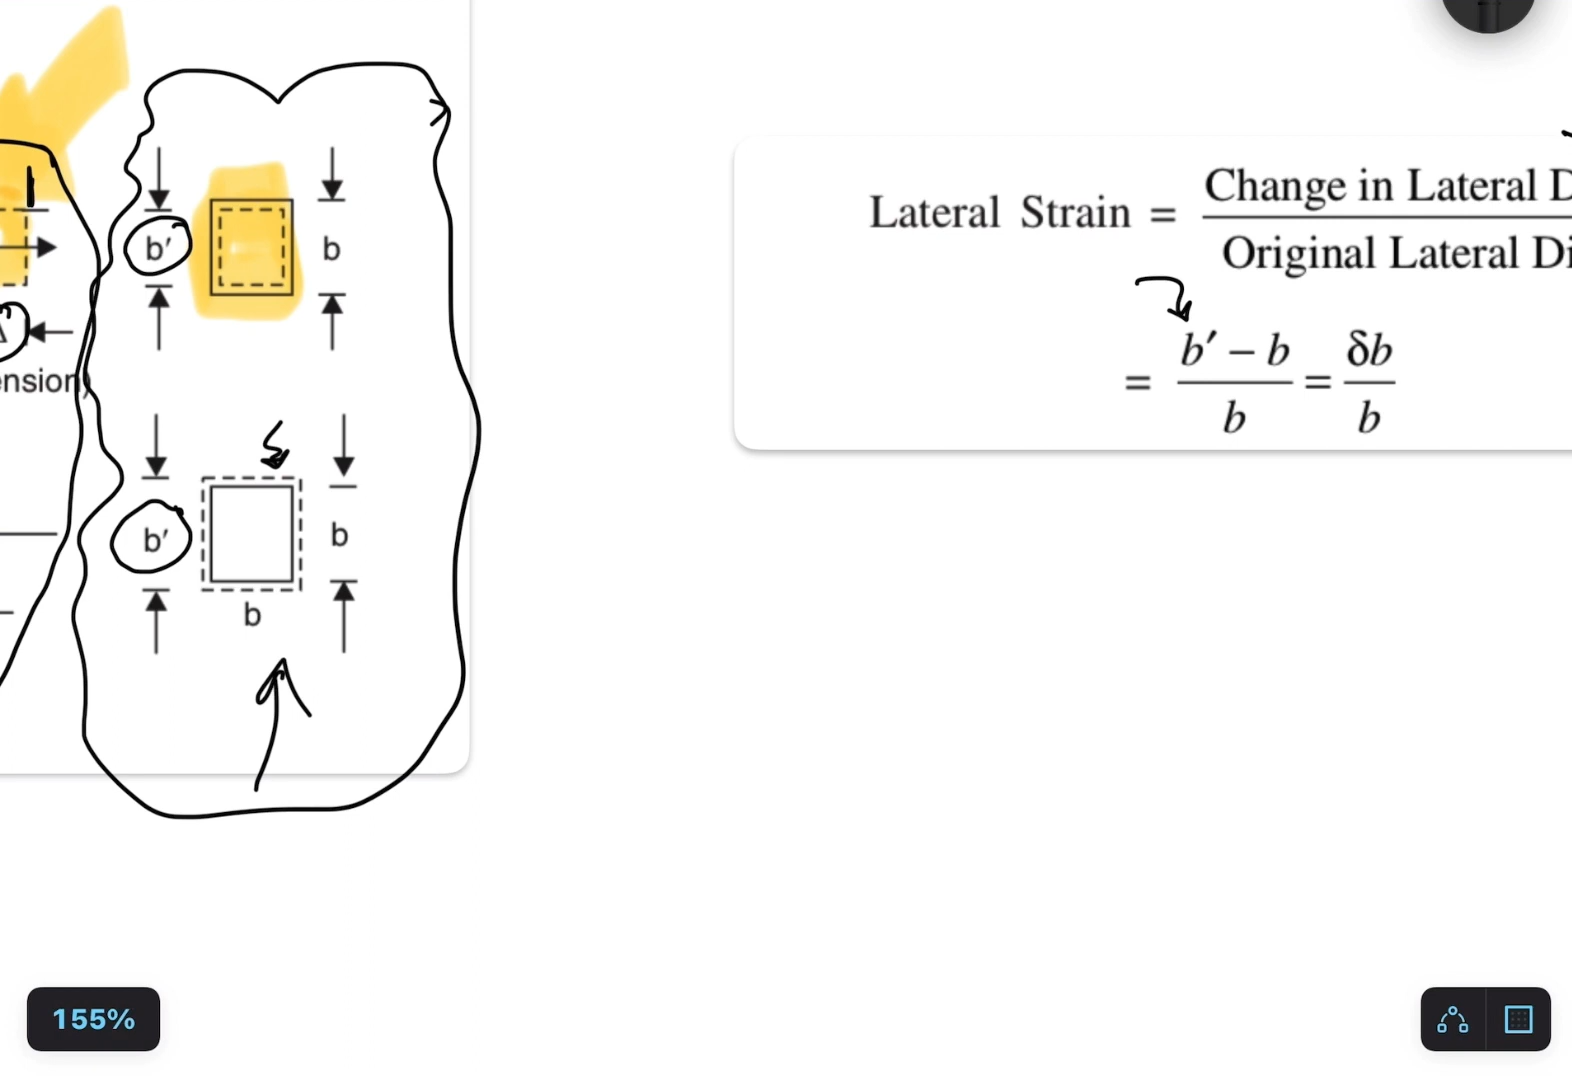 b′
b
ension)
b′
b
b
Lateral Strain = Change in Lateral D
Original Lateral Di
= b′ – b / b = δb / b
155%